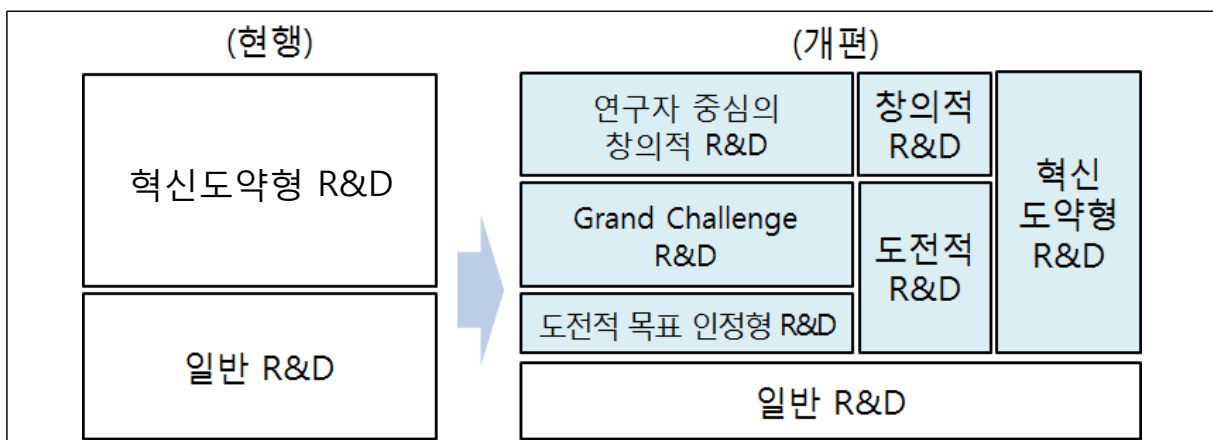 (현행)
혁신도약형 R&D
일반 R&D
(개편)
연구자 중심의
창의적 R&D
창의적
R&D
Grand Challenge
R&D
도전적
R&D
도전적 목표 인정형 R&D
혁신
도약형
R&D
일반 R&D